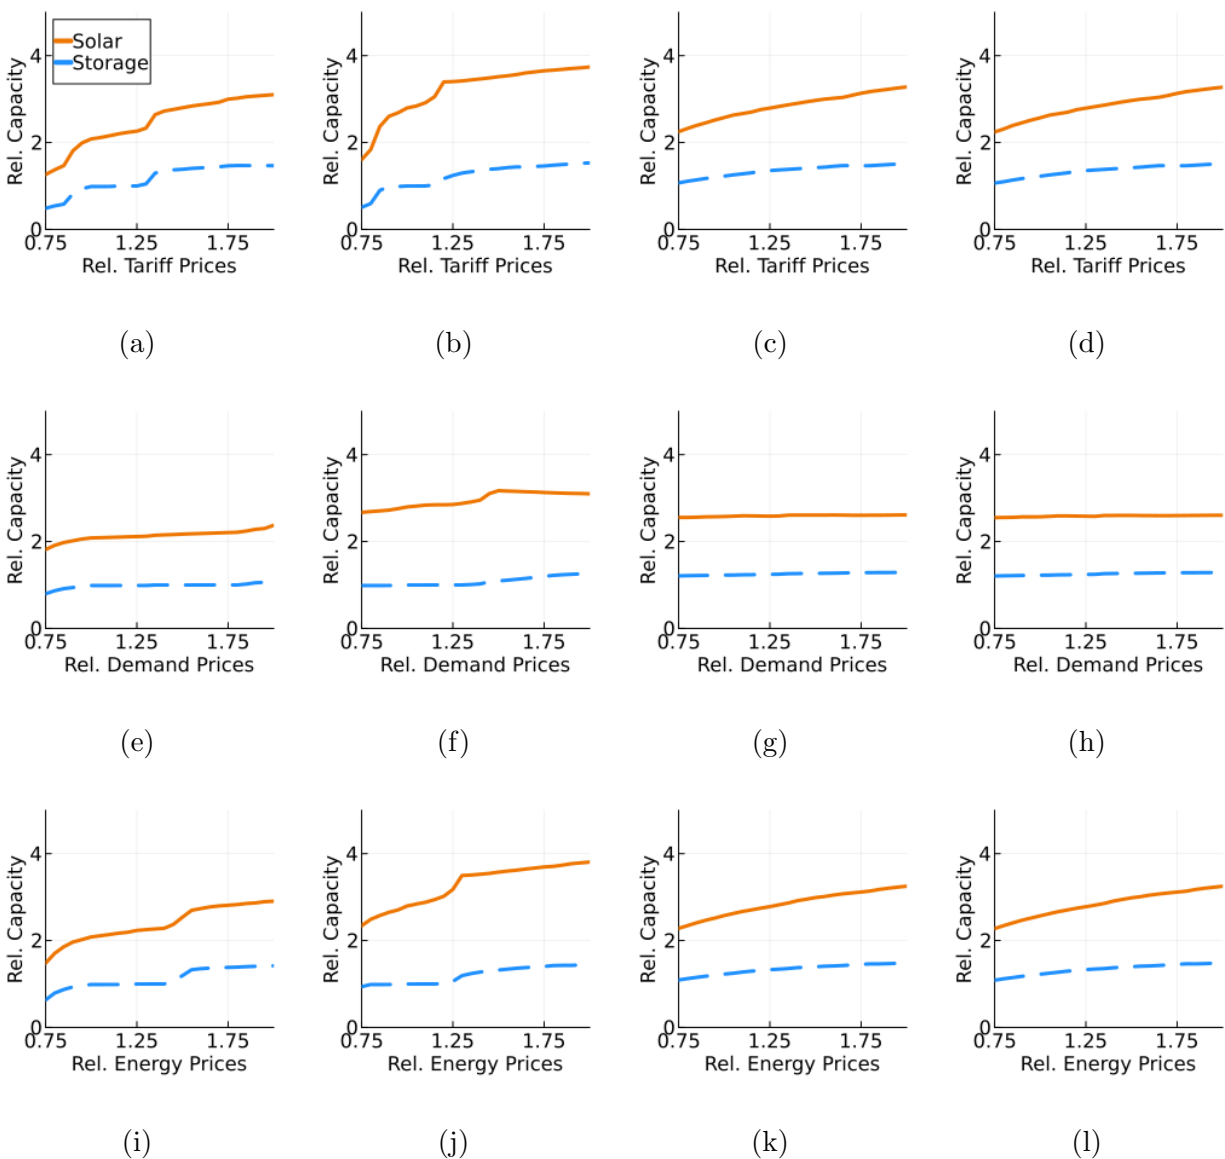 Solar
Storage
Rel. Capacity
4
2
0
0.75 1.25 1.75
Rel. Tariff Prices
(a)
Rel. Capacity
4
2
0
0.75 1.25 1.75
Rel. Tariff Prices
(b)
Rel. Capacity
4
2
0
0.75 1.25 1.75
Rel. Tariff Prices
(c)
Rel. Capacity
4
2
0
0.75 1.25 1.75
Rel. Tariff Prices
(d)
Rel. Capacity
4
2
0
0.75 1.25 1.75
Rel. Demand Prices
(e)
Rel. Capacity
4
2
0
0.75 1.25 1.75
Rel. Demand Prices
(f)
Rel. Capacity
4
2
0
0.75 1.25 1.75
Rel. Demand Prices
(g)
Rel. Capacity
4
2
0
0.75 1.25 1.75
Rel. Demand Prices
(h)
Rel. Capacity
4
2
0
0.75 1.25 1.75
Rel. Energy Prices
(i)
Rel. Capacity
4
2
0
0.75 1.25 1.75
Rel. Energy Prices
(j)
Rel. Capacity
4
2
0
0.75 1.25 1.75
Rel. Energy Prices
(k)
Rel. Capacity
4
2
0
0.75 1.25 1.75
Rel. Energy Prices
(l)